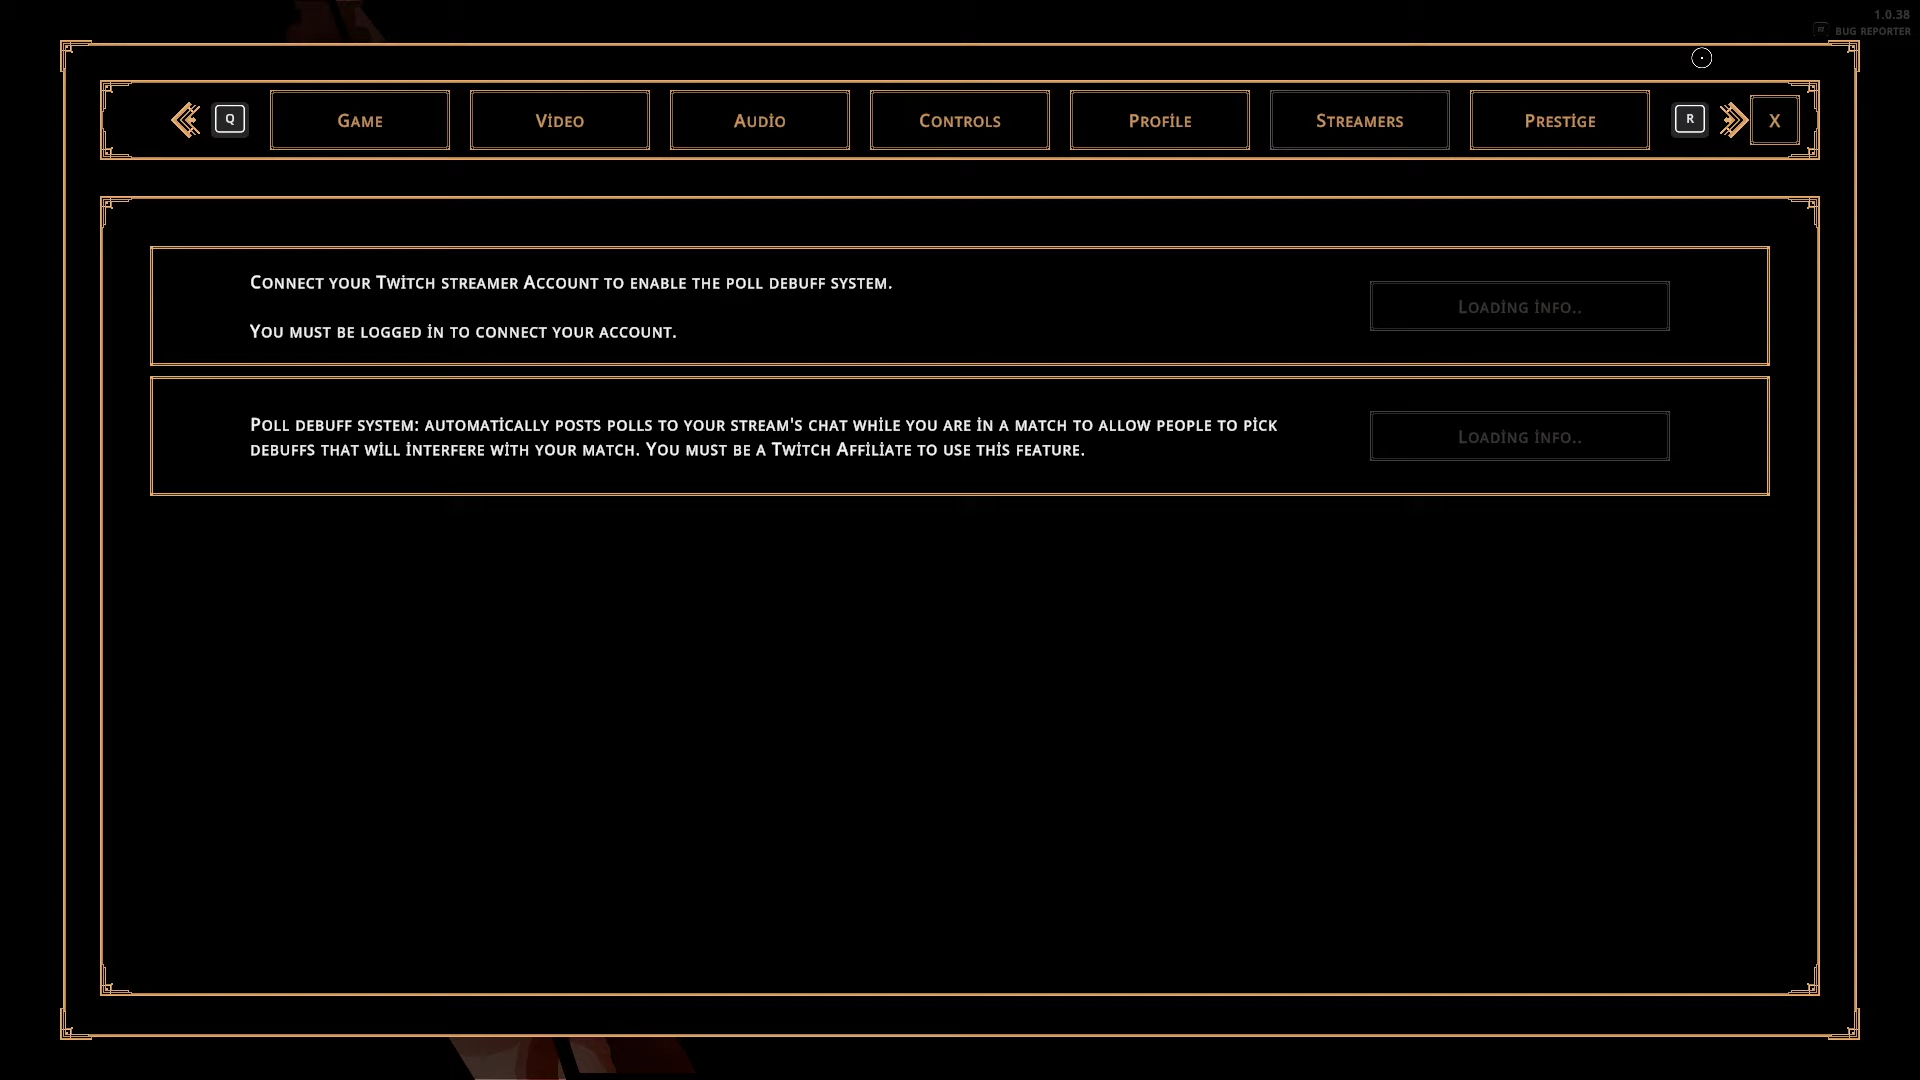 1.0.38
BUG REPORTER
Q Game Video Audio Controls Profile Streamers Prestige R X
Connect your Twitch streamer Account to enable the poll debuff system.
You must be logged in to connect your account.
Loading info..
Poll debuff system: automatically posts polls to your stream's chat while you are in a match to allow people to pick
debuffs that will interfere with your match. You must be a Twitch Affiliate to use this feature.
Loading info..